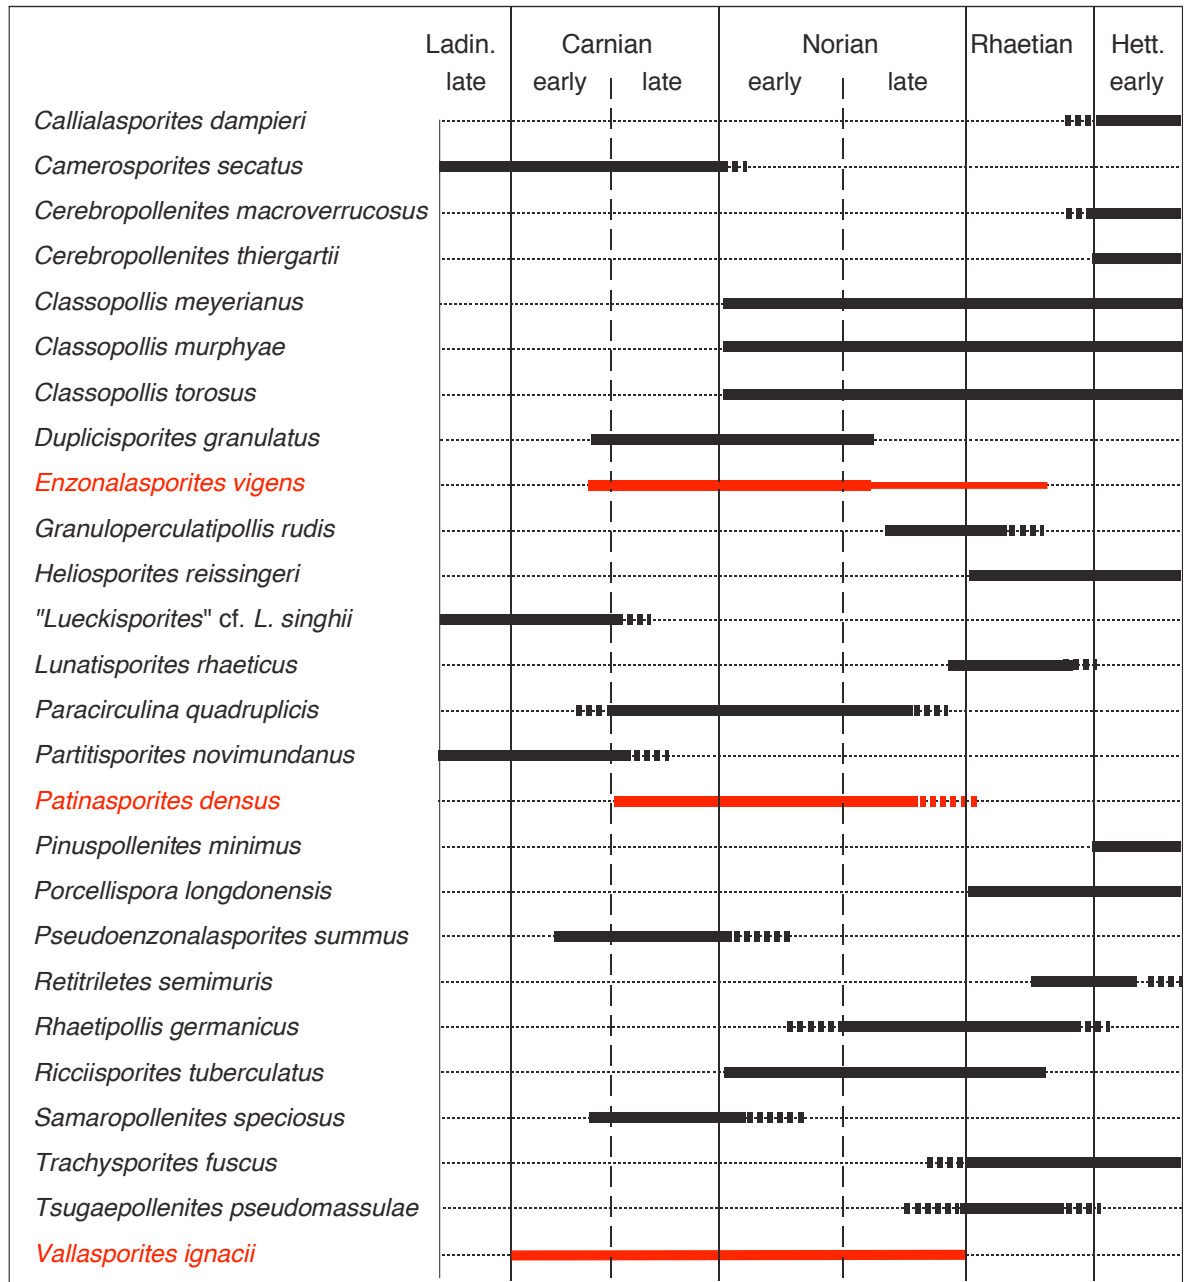 Ladin. Carnian Norian Rhaetian Hett.
late early late early late early
Callialasporites dampieri
Camerosporites secatus
Cerebropollenites macroverrucosus
Cerebropollenites thiergartii
Classopollis meyerianus
Classopollis murphyae
Classopollis torosus
Duplicisporites granulatus
Enzonalasporites vigens
Granuloperculatipollis rudis
Heliosporites reissingeri
"Lueckisporites" cf. L. singhii
Lunatisporites rhaeticus
Paracirculina quadruplicis
Partitisporites novimundanus
Patinasporites densus
Pinuspollenites minimus
Porcellispora longdonensis
Pseudoenzonalasporites summus
Retitriletes semimuris
Rhaetipollis germanicus
Ricciisporites tuberculatus
Samaropollenites speciosus
Trachysporites fuscus
Tsugaepollenites pseudomassulae
Vallasporites ignacii